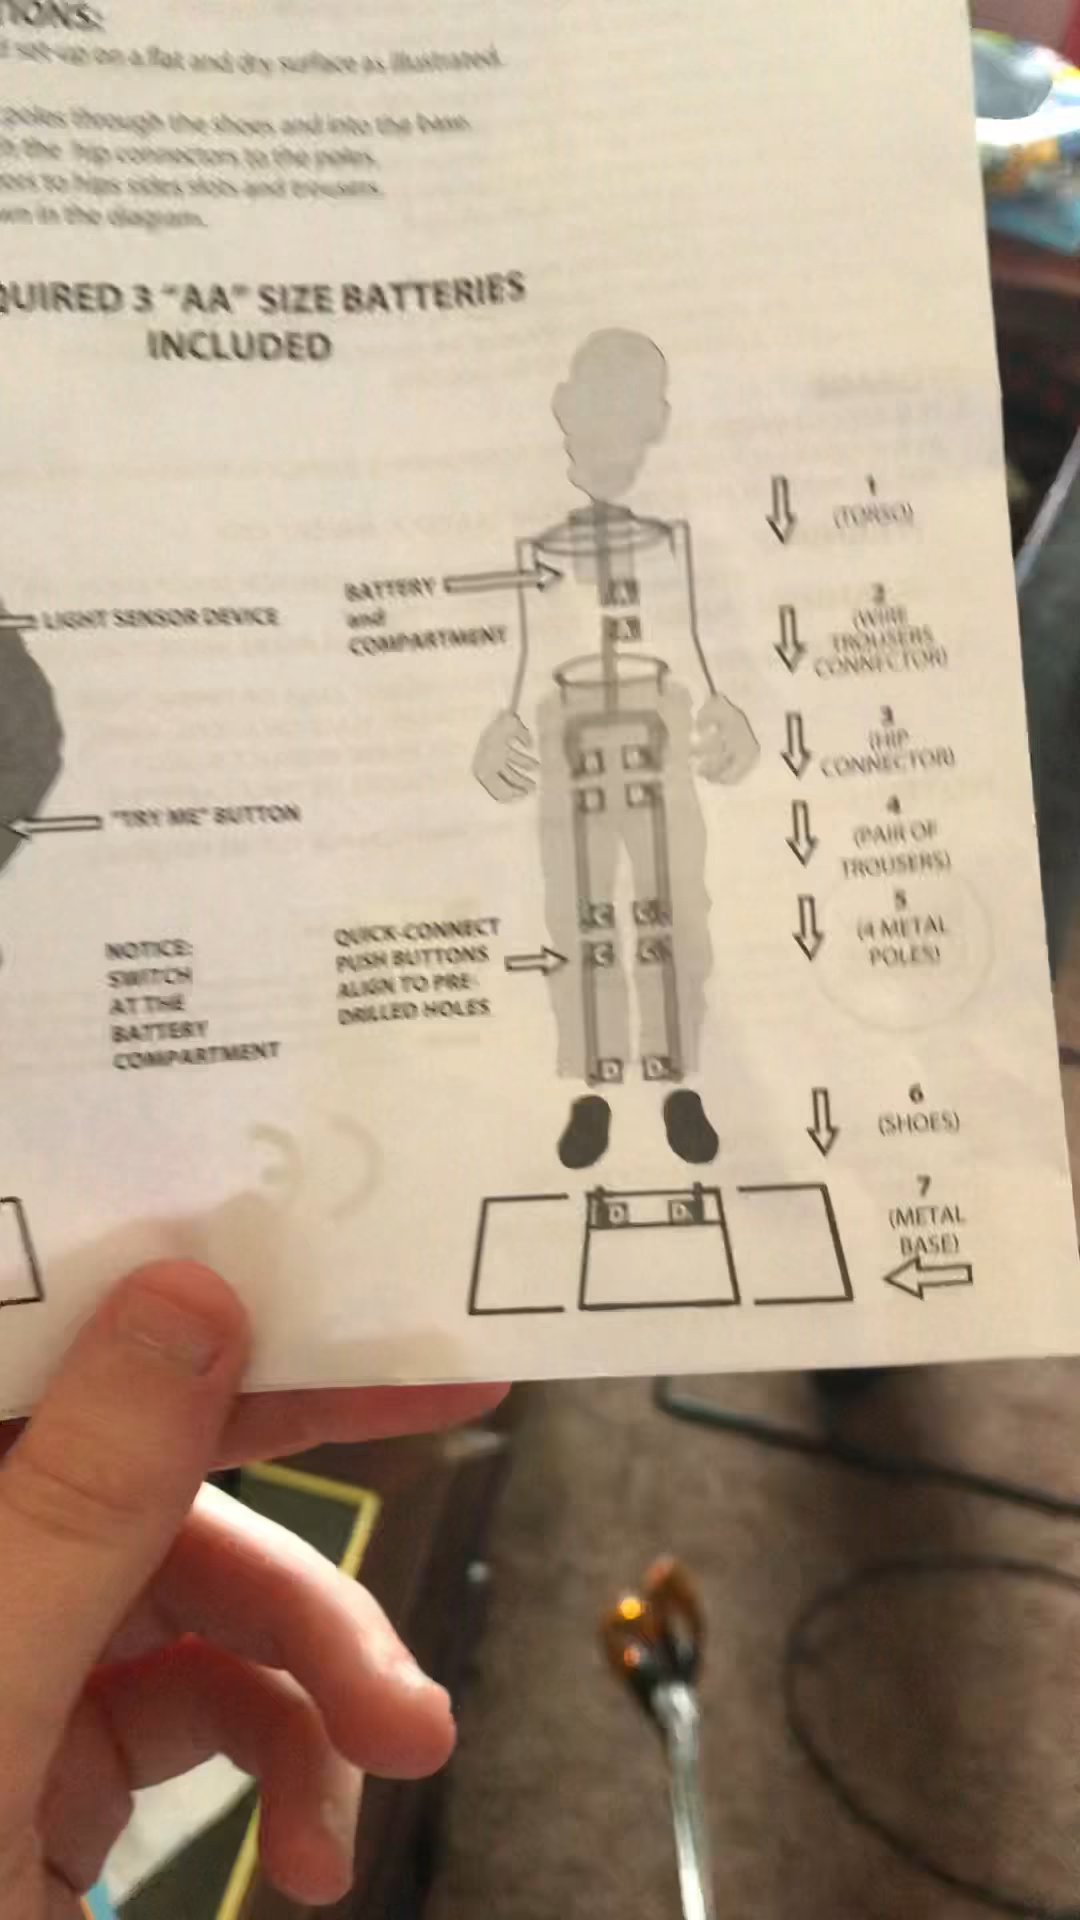 TIONS:
set-up on a flat and dry surface as illustrated.
poles through the shoes and into the base.
the hip connectors to the poles.
to hips sides slots and trousers.
wn in the diagram.
QUIRED 3 "AA" SIZE BATTERIES
INCLUDED
LIGHT SENSOR DEVICE
BATTERY
and
COMPARTMENT
"TRY ME" BUTTON
NOTICE:
SWITCH
AT THE
BATTERY
COMPARTMENT
QUICK-CONNECT
PUSH BUTTONS
ALIGN TO PRE-
DRILLED HOLES
A
A
B B
B B
C C
C C
D D
D D
1
(TORSO)
2
(WIRE
TROUSERS
CONNECTOR)
3
(HIP
CONNECTOR)
4
(PAIR OF
TROUSERS)
5
(4 METAL
POLES)
6
(SHOES)
7
(METAL
BASE)